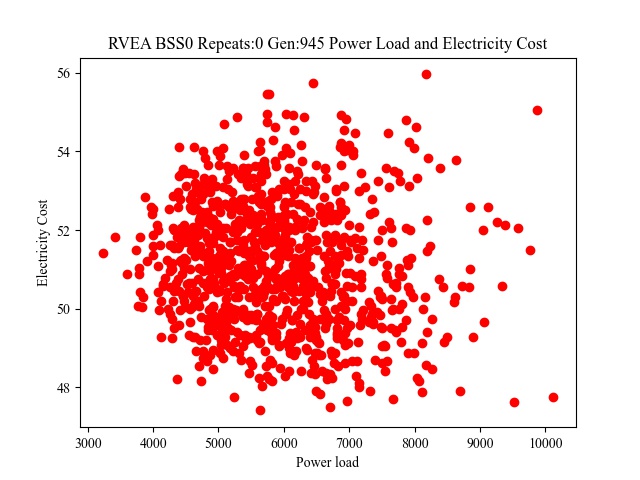 RVEA BSS0 Repeats:0 Gen:945 Power Load and Electricity Cost
56
54
52
50
48
Electricity Cost
3000 4000 5000 6000 7000 8000 9000 10000
Power load